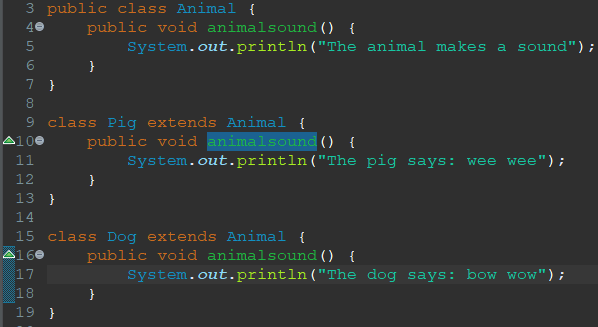 3 public class Animal {
4 public void animalsound() {
5 System.out.println("The animal makes a sound");
6 }
7 }
8
9 class Pig extends Animal {
10 public void animalsound() {
11 System.out.println("The pig says: wee wee");
12 }
13 }
14
15 class Dog extends Animal {
16 public void animalsound() {
17 System.out.println("The dog says: bow wow");
18 }
19 }